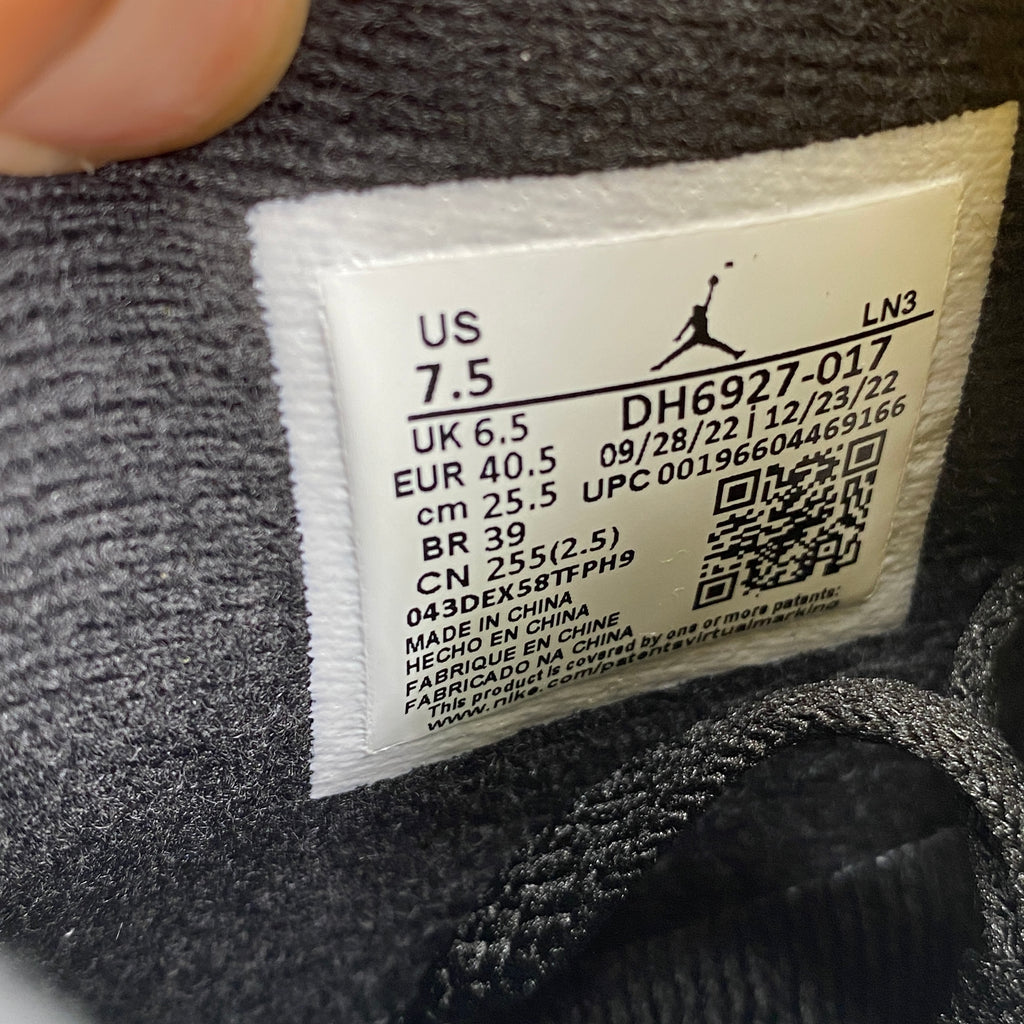 US
7.5
LN3
UK 6.5
DH6927-017
EUR 40.5
09/28/22 | 12/23/22
cm 25.5
UPC 00196604469166
BR 39
CN 255(2.5)
043DEX58TFPH9
MADE IN CHINA
HECHO EN CHINA
FABRIQUE EN CHINE
FABRICADO NA CHINA
This product is covered by one or more patents:
www.nike.com/patentsvirtualmarking